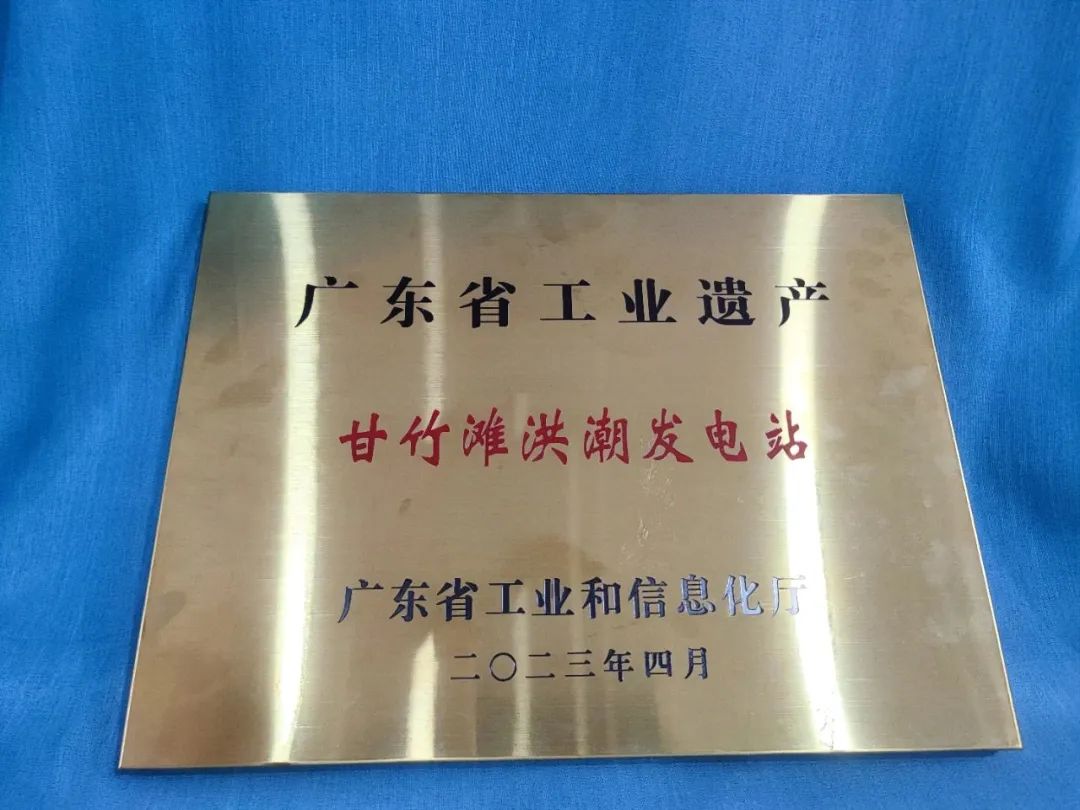 广东省工业遗产
甘竹滩洪潮发电站
广东省工业和信息化厅
二〇二三年四月